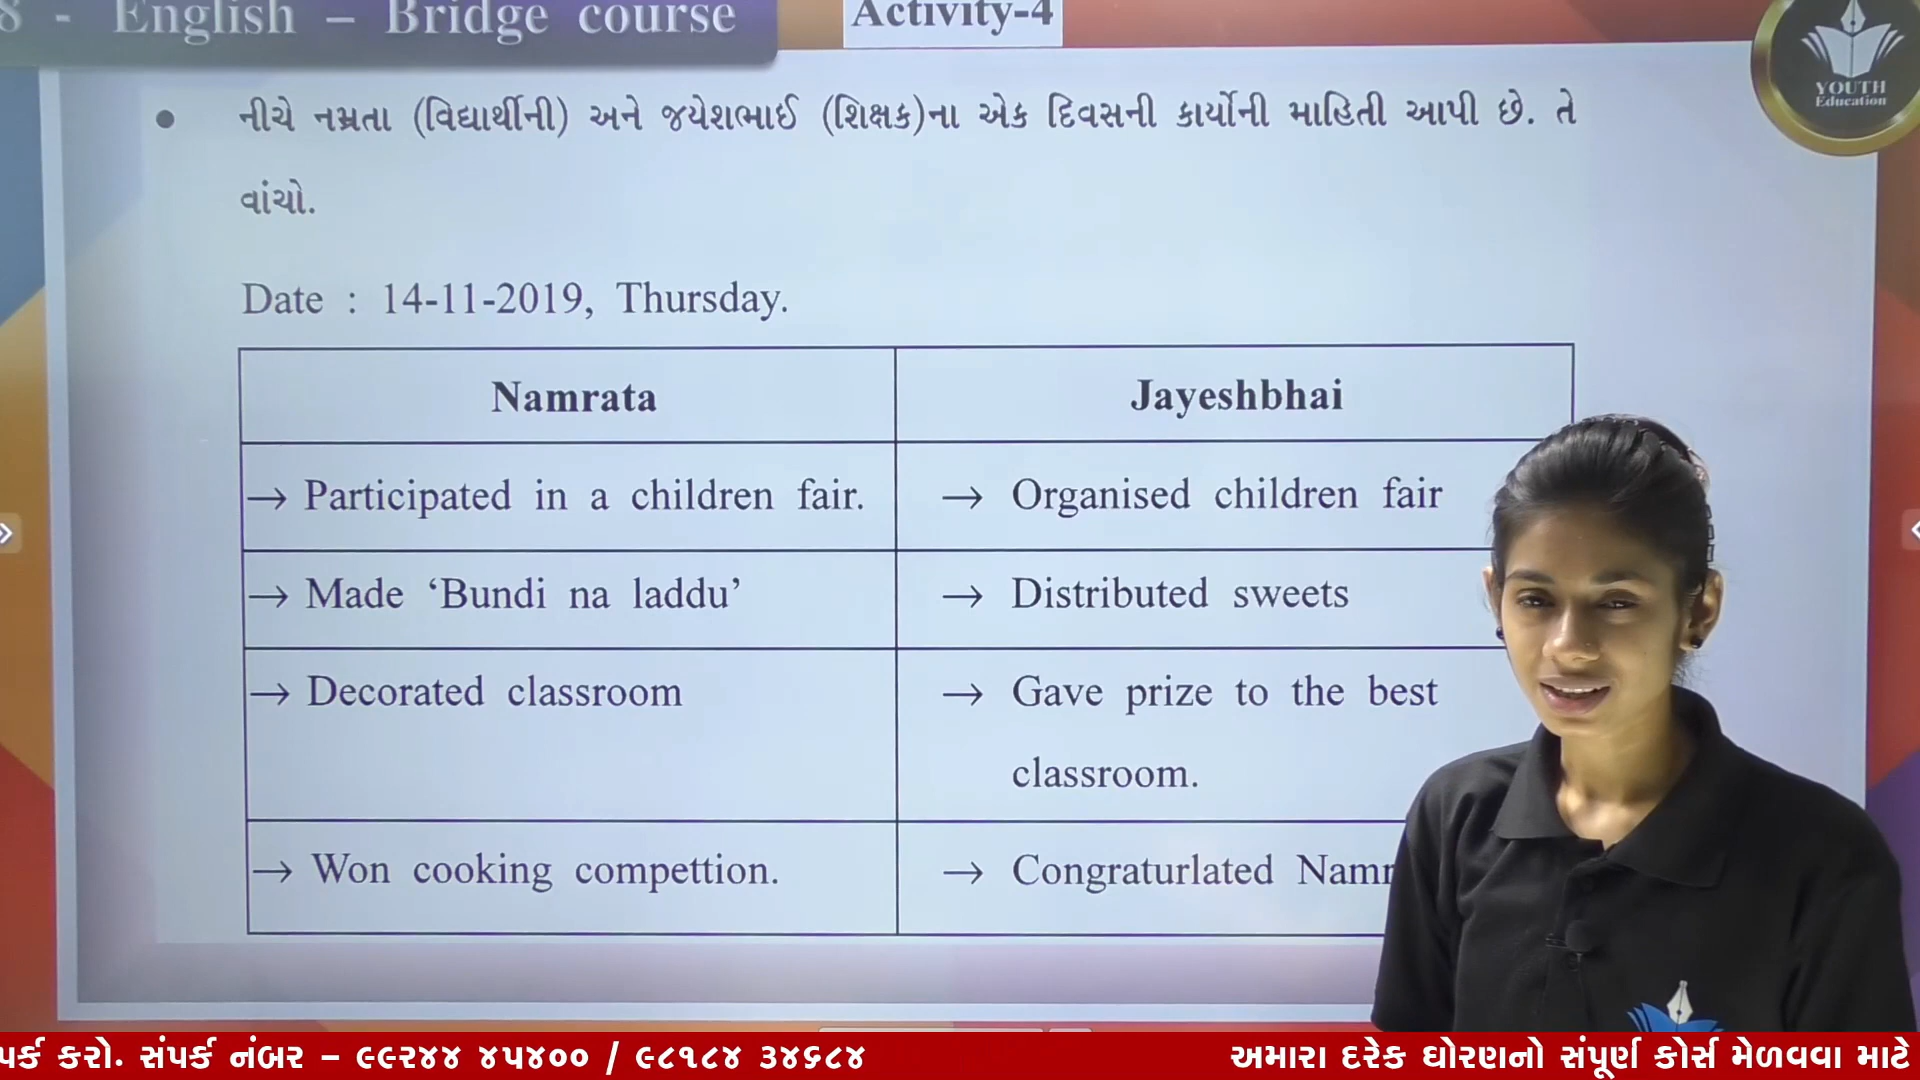 8 - English – Bridge course
Activity-4
YOUTH
Education
નીચે નમ્રતા (વિદ્યાર્થીની) અને જયેશભાઈ (શિક્ષક)ના એક દિવસની કાર્યોની માહિતી આપી છે. તે
વાંચો.
Date : 14-11-2019, Thursday.
Namrata
Jayeshbhai
→ Participated in a children fair.
→ Organised children fair
→ Made ‘Bundi na laddu’
→ Distributed sweets
→ Decorated classroom
→ Gave prize to the best
classroom.
→ Won cooking compettion.
→ Congraturlated
કરો. સંપર્ક નંબર – ૯૯૨૪૪ ૪૫૪૦૦ / ૯૮૧૮૪ ૩૪૬૮૪
અમારા દરેક ધોરણનો સંપૂર્ણ કોર્સ મેળવવા માટે